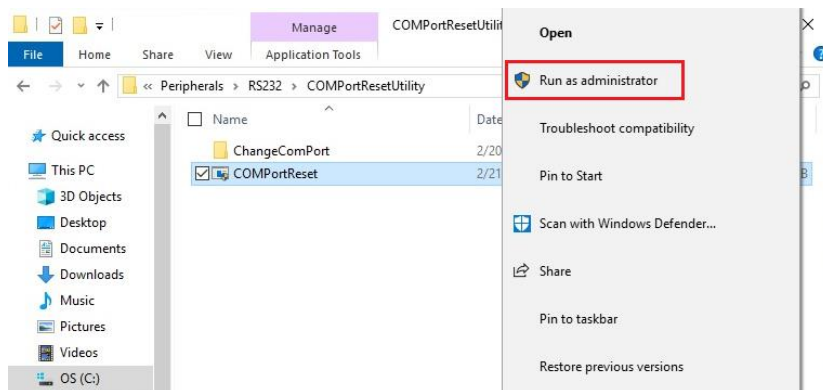 Manage
COMPortResetUtilit
File
Home
Share
View
Application Tools
« Peripherals > RS232 > COMPortResetUtility
Quick access
This PC
3D Objects
Desktop
Documents
Downloads
Music
Pictures
Videos
OS (C:)
Name
Date
ChangeComPort
2/20
COMPortReset
2/21
B
Open
Run as administrator
Troubleshoot compatibility
Pin to Start
Scan with Windows Defender...
Share
Pin to taskbar
Restore previous versions